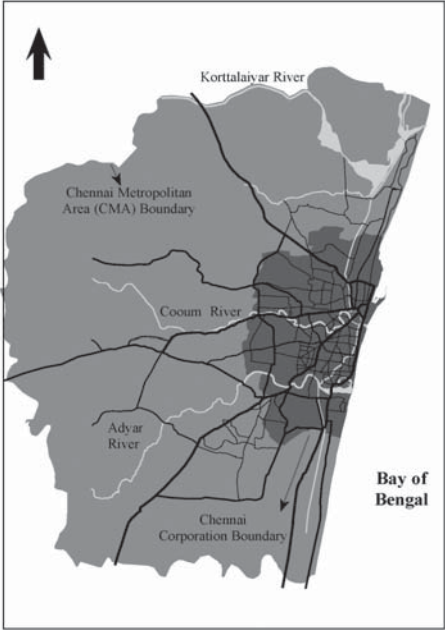 Korttalaiyar River
Chennai Metropolitan
Area (CMA) Boundary
Cooum River
Adyar
River
Bay of
Bengal
Chennai
Corporation Boundary